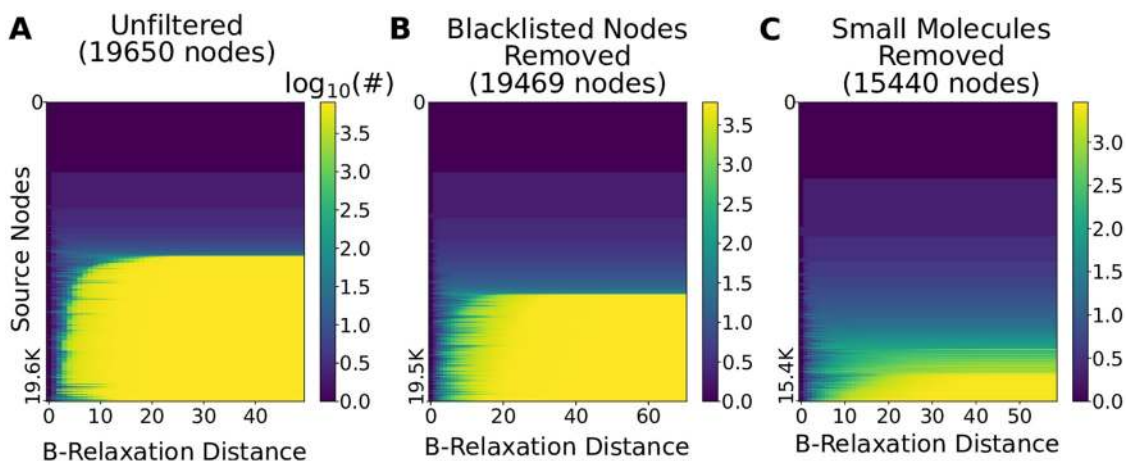 A
Unfiltered
(19650 nodes)
log10(#)
0
Source Nodes
19.6K
0 10 20 30 40
B-Relaxation Distance
3.5
3.0
2.5
2.0
1.5
1.0
0.5
0.0
B
Blacklisted Nodes
Removed
(19469 nodes)
0
19.5K
0 20 40 60
B-Relaxation Distance
3.5
3.0
2.5
2.0
1.5
1.0
0.5
0.0
C
Small Molecules
Removed
(15440 nodes)
0
15.4K
0 10 20 30 40 50
B-Relaxation Distance
3.0
2.5
2.0
1.5
1.0
0.5
0.0